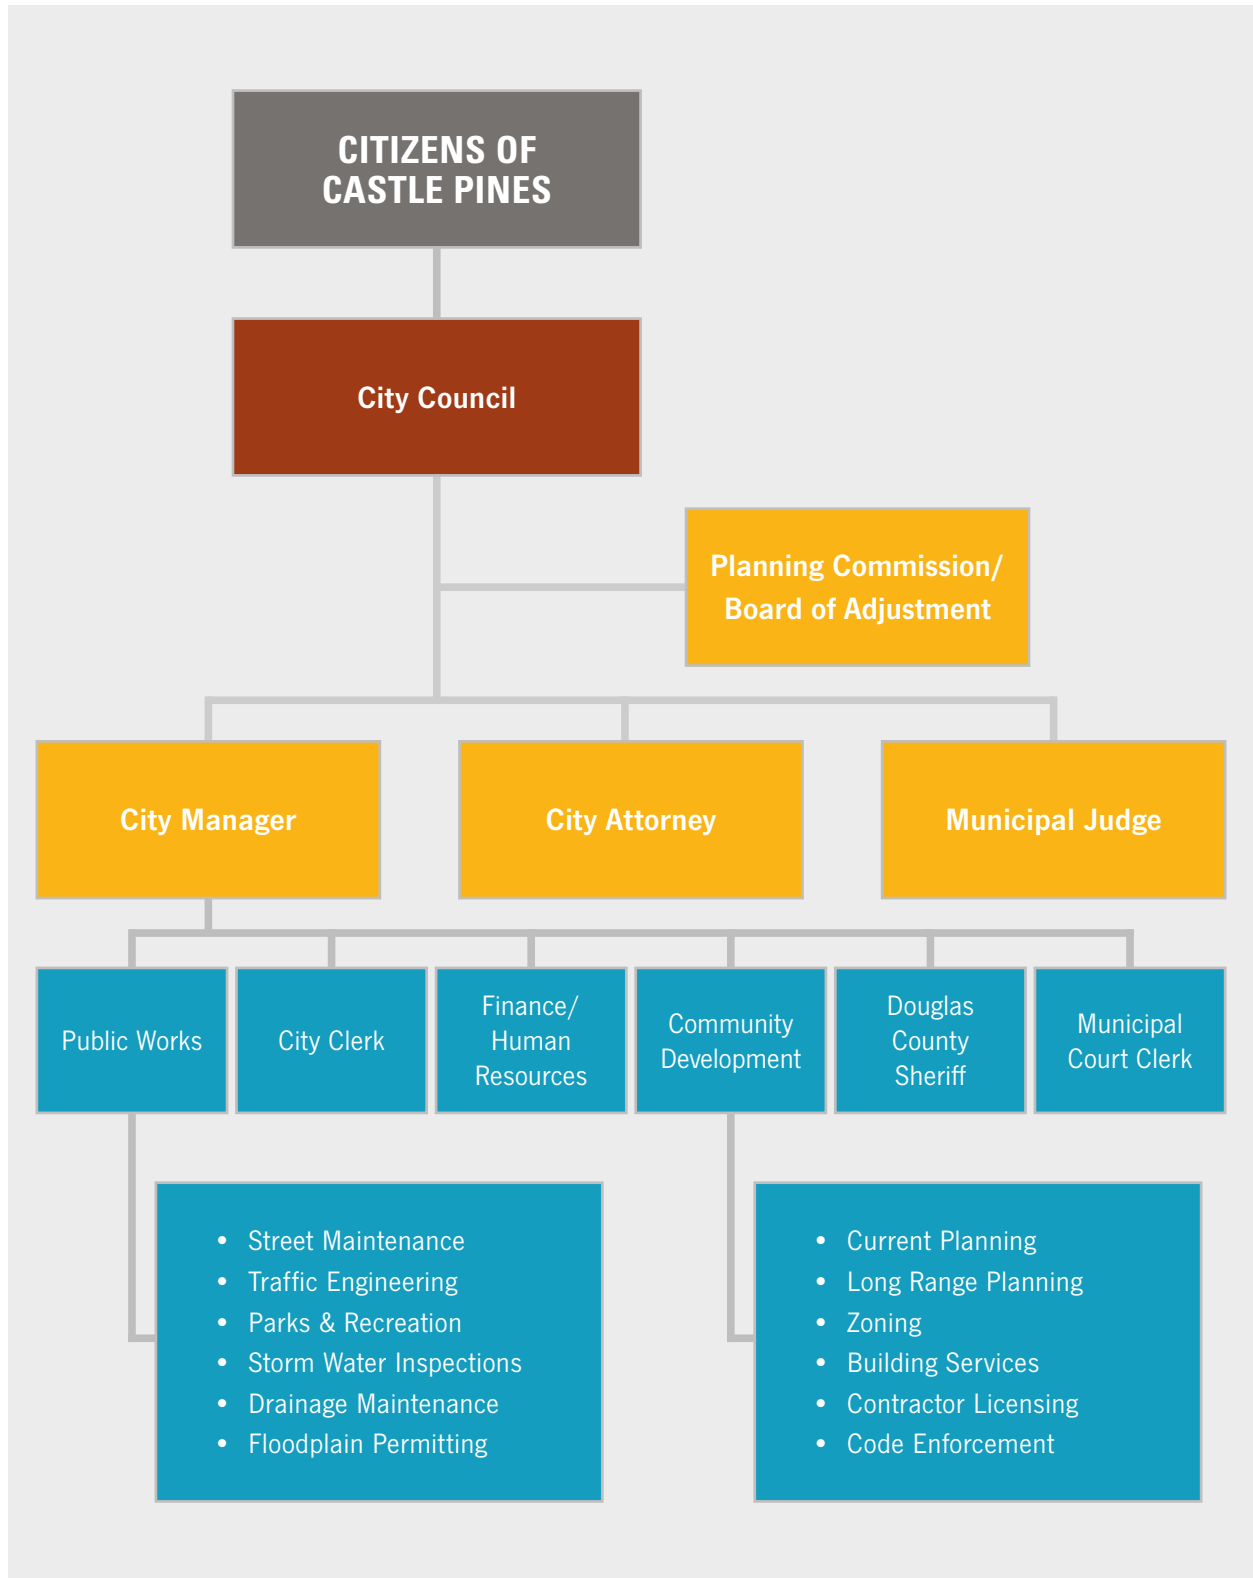 CITIZENS OF
CASTLE PINES
City Council
Planning Commission/
Board of Adjustment
City Manager
City Attorney
Municipal Judge
Public Works
City Clerk
Finance/
Human
Resources
Community
Development
Douglas
County
Sheriff
Municipal
Court Clerk
• Street Maintenance
• Traffic Engineering
• Parks & Recreation
• Storm Water Inspections
• Drainage Maintenance
• Floodplain Permitting
• Current Planning
• Long Range Planning
• Zoning
• Building Services
• Contractor Licensing
• Code Enforcement